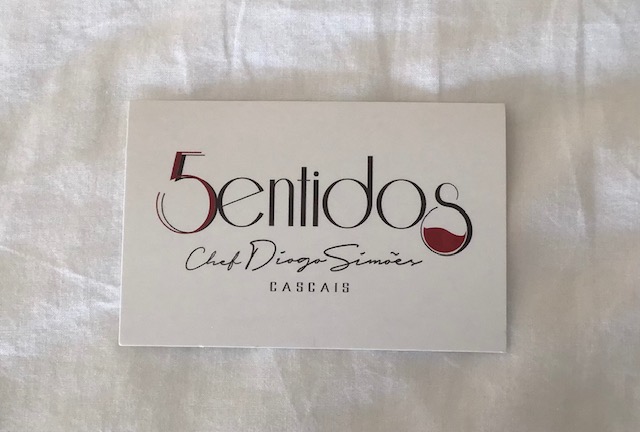 5entidos
Chef Diogo Simões
CASCAIS